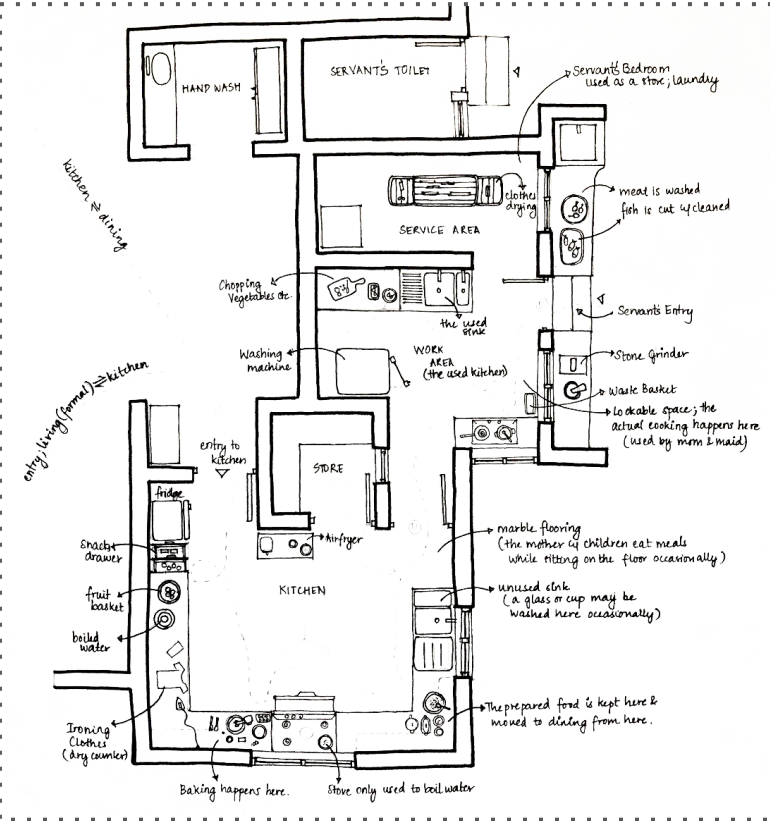 HAND WASH
SERVANT'S TOILET
Servant's Bedroom
used as a store; laundry
kitchen ⇌ dining
clothes
drying
SERVICE AREA
meat is washed
fish is cut & cleaned
Chopping
Vegetables etc.
the used
sink
Servant's Entry
Washing
machine
WORK
AREA
(the used kitchen)
Stone Grinder
Waste Basket
Lockable space; the
actual cooking happens here
(used by mom & maid)
entry; living (formal) ⇌ kitchen
entry to
kitchen
STORE
fridge
Airfryer
snacks
drawer
marble flooring
(the mother & children eat meals
while sitting on the floor occasionally)
KITCHEN
fruit
basket
unused sink
(a glass or cup may be
washed here occasionally)
boiled
water
The prepared food is kept here &
moved to dining from here.
Ironing
Clothes
(dry counter)
Baking happens here.
Stove only used to boil water